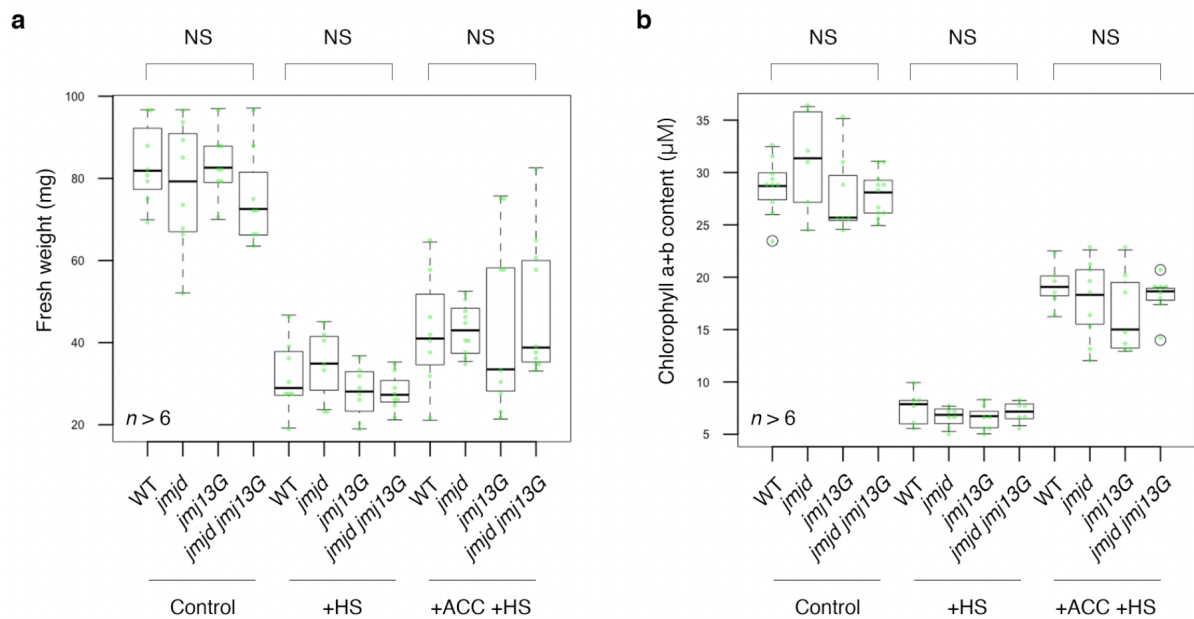 a
NS NS NS
Fresh weight (mg)
100
80
60
40
20
n > 6
WT jmjd jmj13G jmjd jmj13G WT jmjd jmj13G jmjd jmj13G WT jmjd jmj13G jmjd jmj13G
Control +HS +ACC +HS
b
NS NS NS
Chlorophyll a+b content (μM)
35
30
25
20
15
10
5
n > 6
WT jmjd jmj13G jmjd jmj13G WT jmjd jmj13G jmjd jmj13G WT jmjd jmj13G jmjd jmj13G
Control +HS +ACC +HS